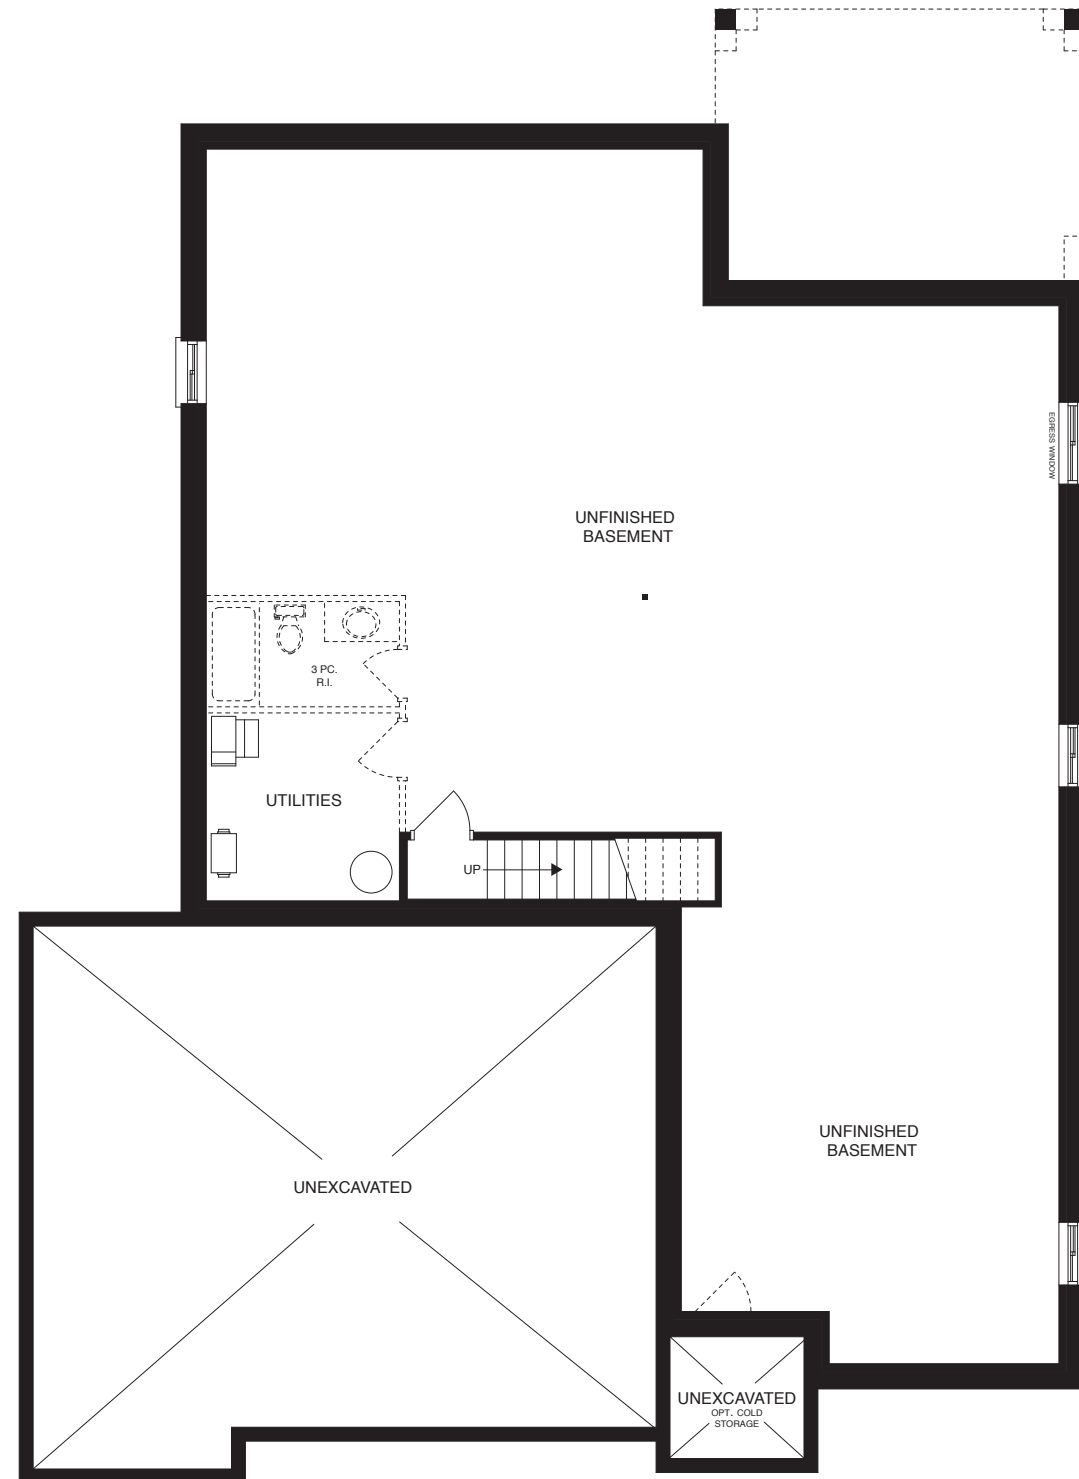 EGRESS WINDOW
UNFINISHED
BASEMENT
3 PC.
R.I.
UTILITIES
UP
UNFINISHED
BASEMENT
UNEXCAVATED
UNEXCAVATED
OPT. COLD
STORAGE